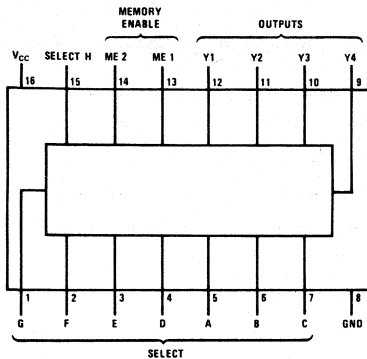 MEMORY
ENABLE
OUTPUTS
VCC SELECT H ME 2 ME 1 Y1 Y2 Y3 Y4
16 15 14 13 12 11 10 9
1 2 3 4 5 6 7 8
G F E D A B C GND
SELECT